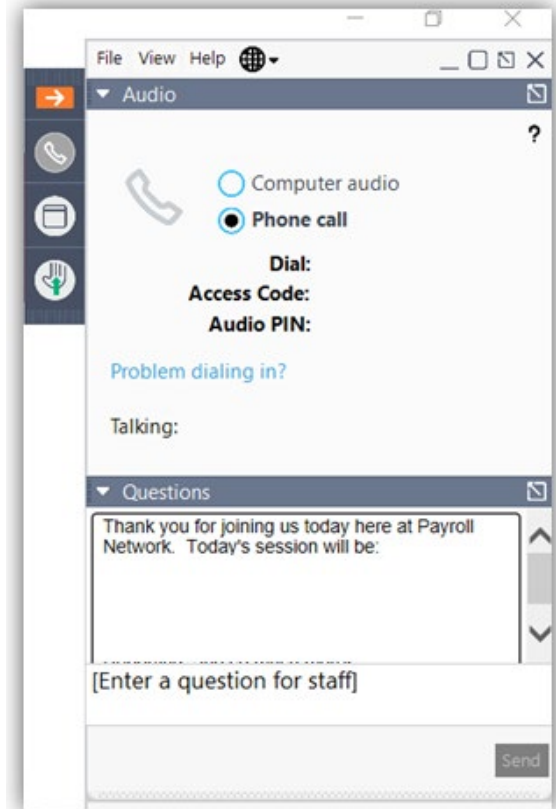 File View Help
Audio
?
Computer audio
Phone call
Dial:
Access Code:
Audio PIN:
Problem dialing in?
Talking:
Questions
Thank you for joining us today here at Payroll
Network. Today's session will be:
[Enter a question for staff]
Send